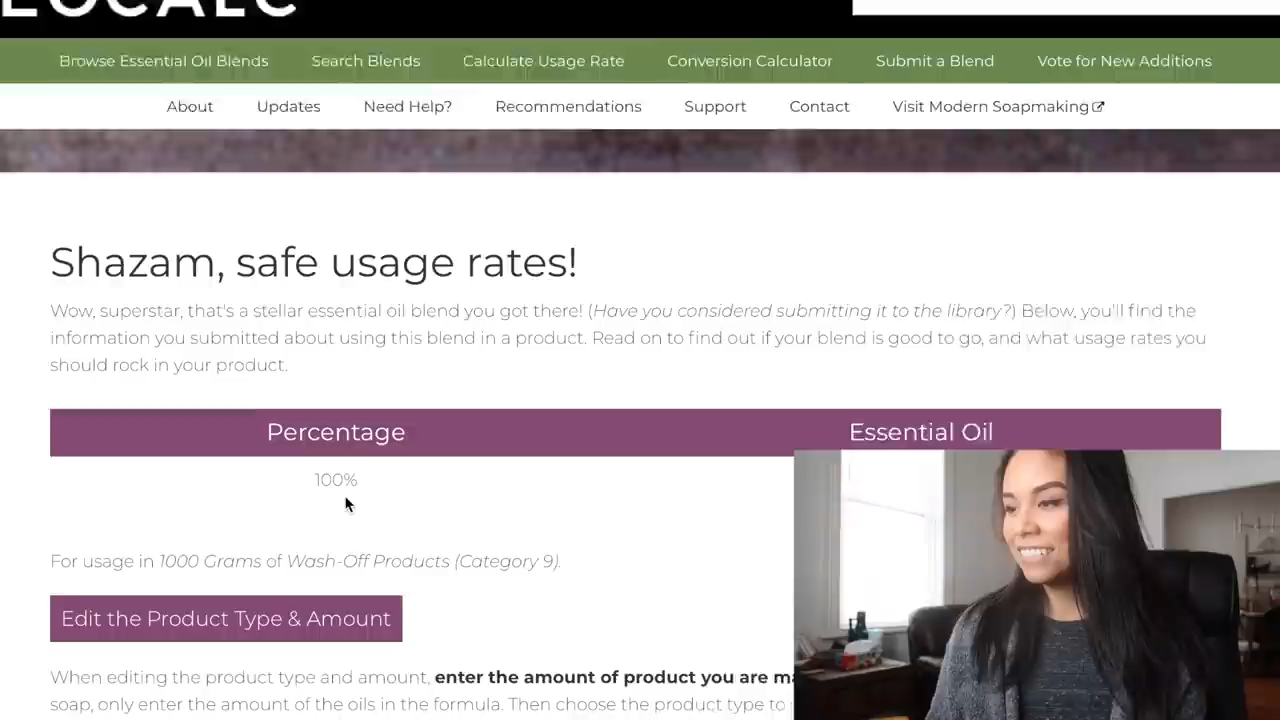 EOCALC
Browse Essential Oil Blends Search Blends Calculate Usage Rate Conversion Calculator Submit a Blend Vote for New Additions
About Updates Need Help? Recommendations Support Contact Visit Modern Soapmaking
Shazam, safe usage rates!
Wow, superstar, that's a stellar essential oil blend you got there! (Have you considered submitting it to the library?) Below, you'll find the
information you submitted about using this blend in a product. Read on to find out if your blend is good to go, and what usage rates you
should rock in your product.
Percentage Essential Oil
100%
For usage in 1000 Grams of Wash-Off Products (Category 9).
Edit the Product Type & Amount
When editing the product type and amount, enter the amount of product you are
soap, only enter the amount of the oils in the formula. Then choose the product type to